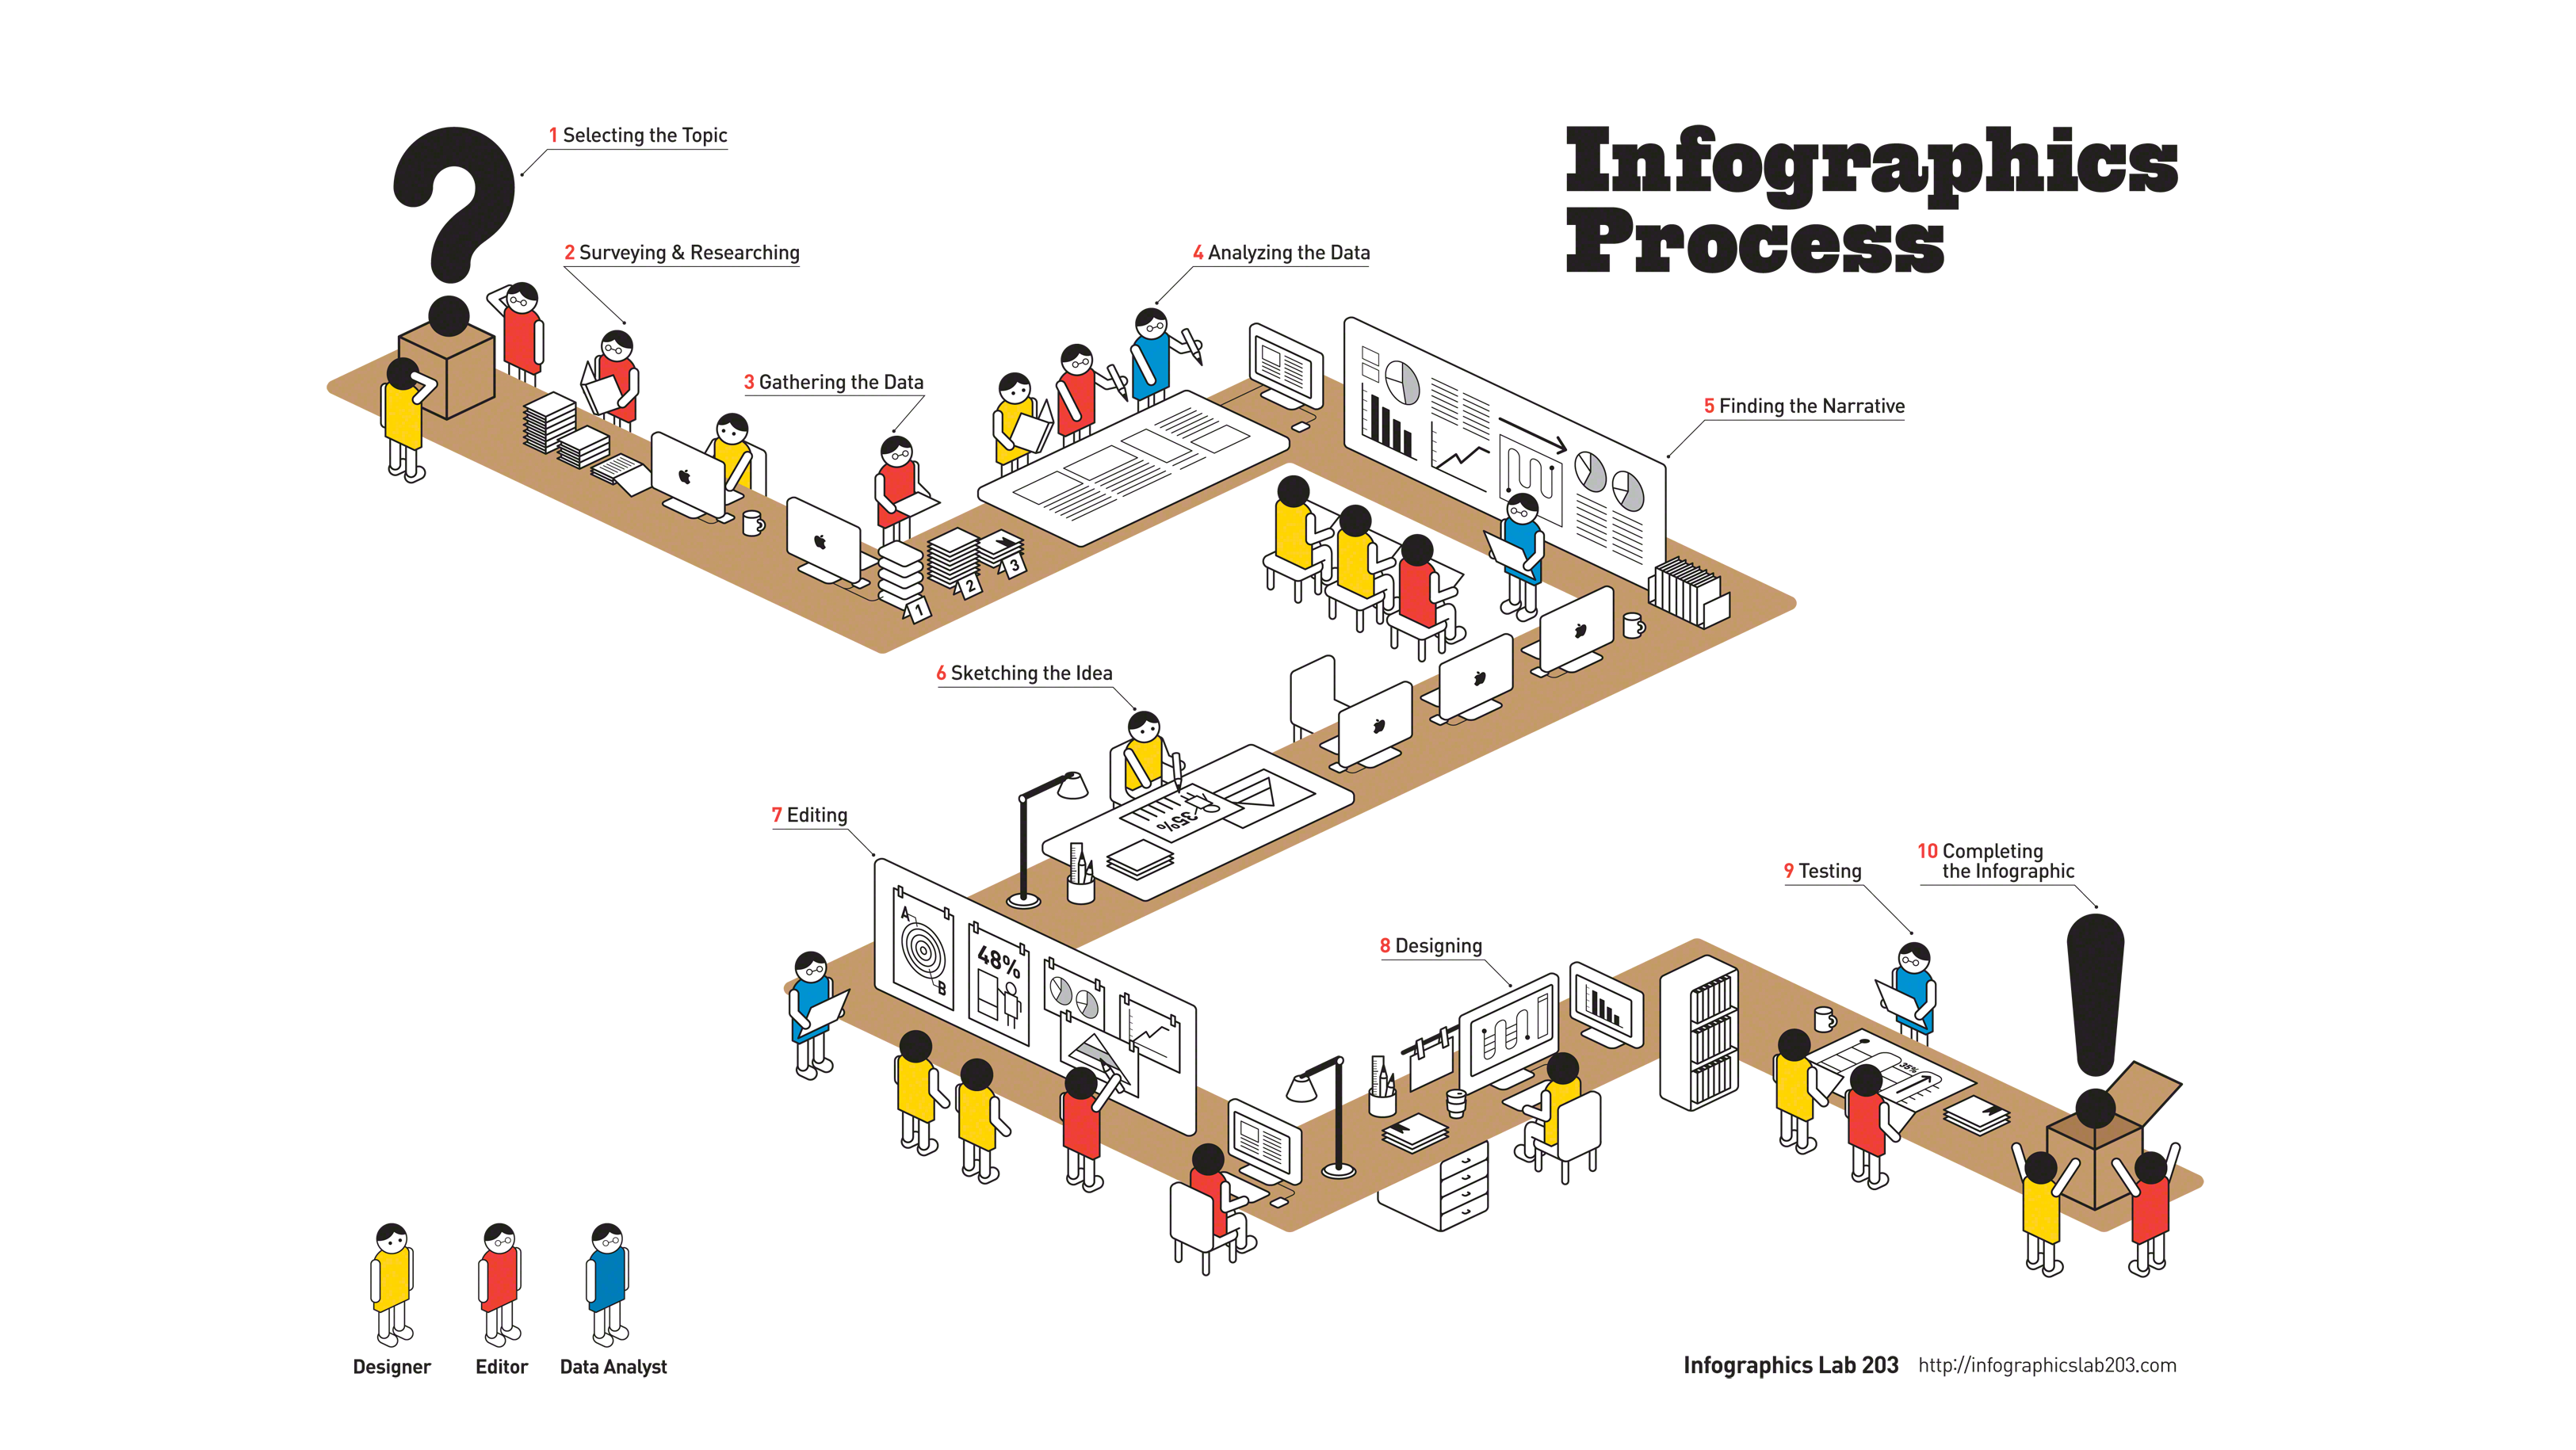 Infographics
Process
1 Selecting the Topic
2 Surveying & Researching
3 Gathering the Data
4 Analyzing the Data
5 Finding the Narrative
1
2
3
6 Sketching the Idea
35%
7 Editing
A
B
48%
8 Designing
9 Testing
10 Completing
the Infographic
35%
Designer
Editor
Data Analyst
Infographics Lab 203 http://infographicslab203.com